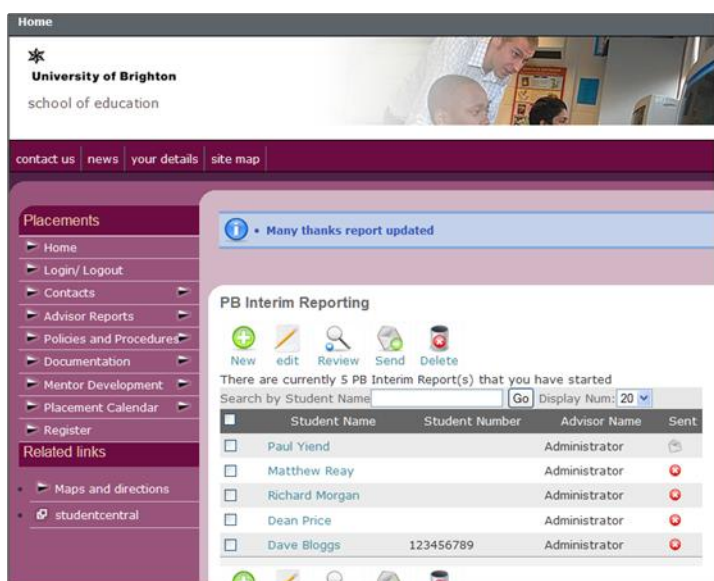 Home
University of Brighton
school of education
contact us news your details site map
Placements
Home
Login/ Logout
Contacts
Advisor Reports
Policies and Procedures
Documentation
Mentor Development
Placement Calendar
Register
Related links
Maps and directions
studentcentral
• Many thanks report updated
PB Interim Reporting
New edit Review Send Delete
There are currently 5 PB Interim Report(s) that you have started
Search by Student Name Go Display Num: 20
Student Name Student Number Advisor Name Sent
Paul Yiend Administrator
Matthew Reay Administrator
Richard Morgan Administrator
Dean Price Administrator
Dave Bloggs 123456789 Administrator